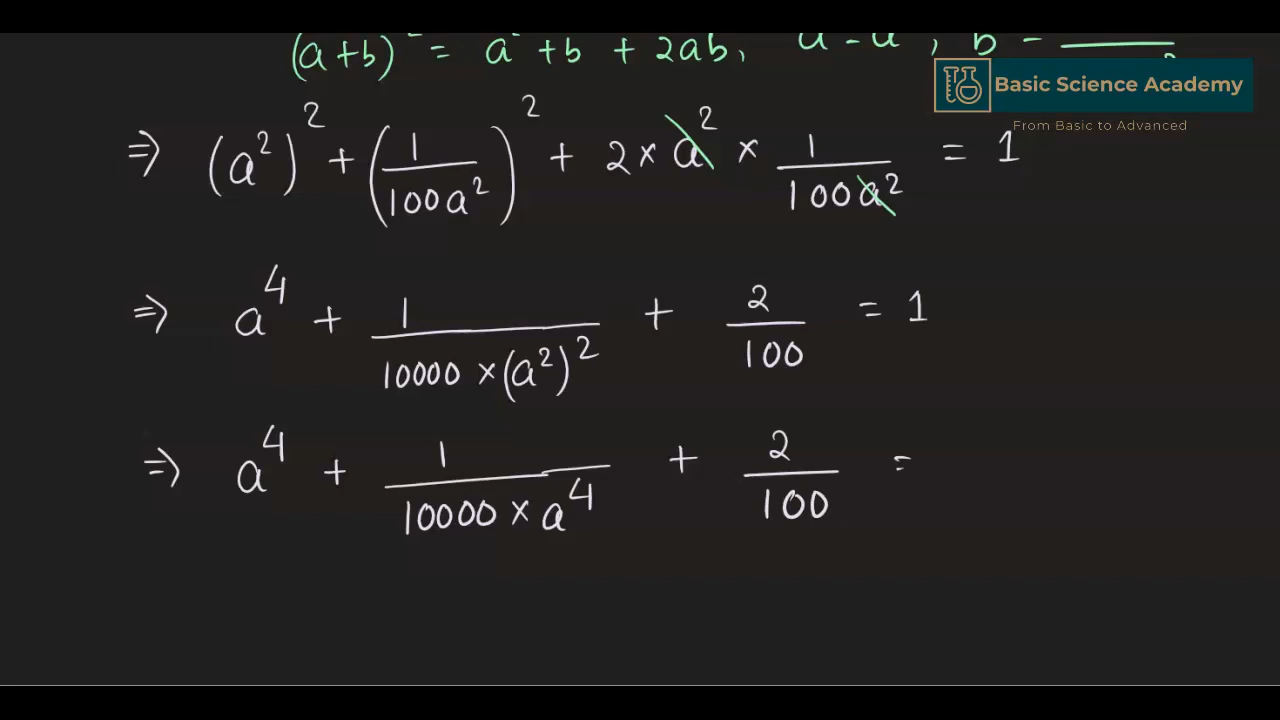 (a+b)² = a² + b + 2ab,
Basic Science Academy
From Basic to Advanced
⇒ (a²)² + (1/100a²)² + 2 × a² × 1/100a² = 1
⇒ a⁴ + 1/10000 × (a²)² + 2/100 = 1
⇒ a⁴ + 1/10000 × a⁴ + 2/100 =